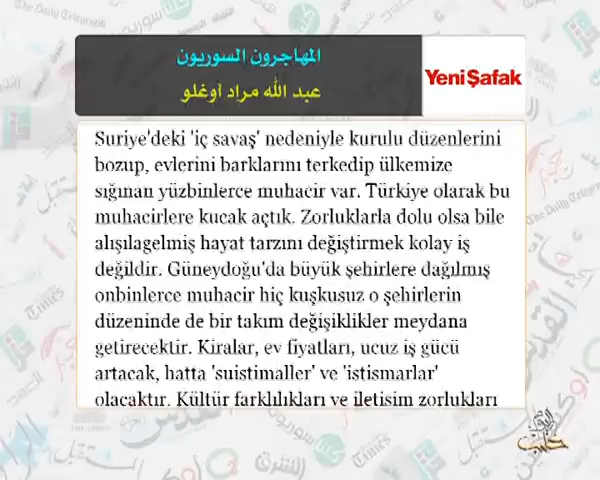 المهاجرون السوريون
عبد الله مراد أوغلو
YeniŞafak
Suriye'deki 'iç savaş' nedeniyle kurulu düzenlerini
bozup, evlerini barklarını terkedip ülkemize
sığınan yüzbinlerce muhacir var. Türkiye olarak bu
muhacirlere kucak açtık. Zorluklarla dolu olsa bile
alışılagelmiş hayat tarzını değiştirmek kolay iş
değildir. Güneydoğu'da büyük şehirlere dağılmış
onbinlerce muhacir hiç kuşkusuz o şehirlerin
düzeninde de bir takım değişiklikler meydana
getirecektir. Kiralar, ev fiyatları, ucuz iş gücü
artacak, hatta 'suistimaller' ve 'istismarlar'
olacaktır. Kültür farklılıkları ve iletişim zorlukları